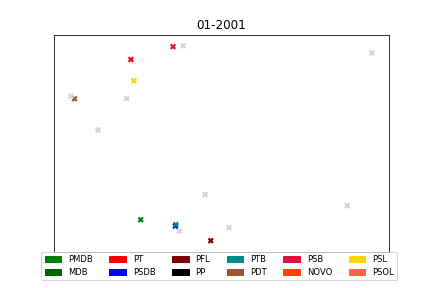 01-2001
PMDB PT PFL PTB PSB PSL
MDB PSDB PP PDT NOVO PSOL